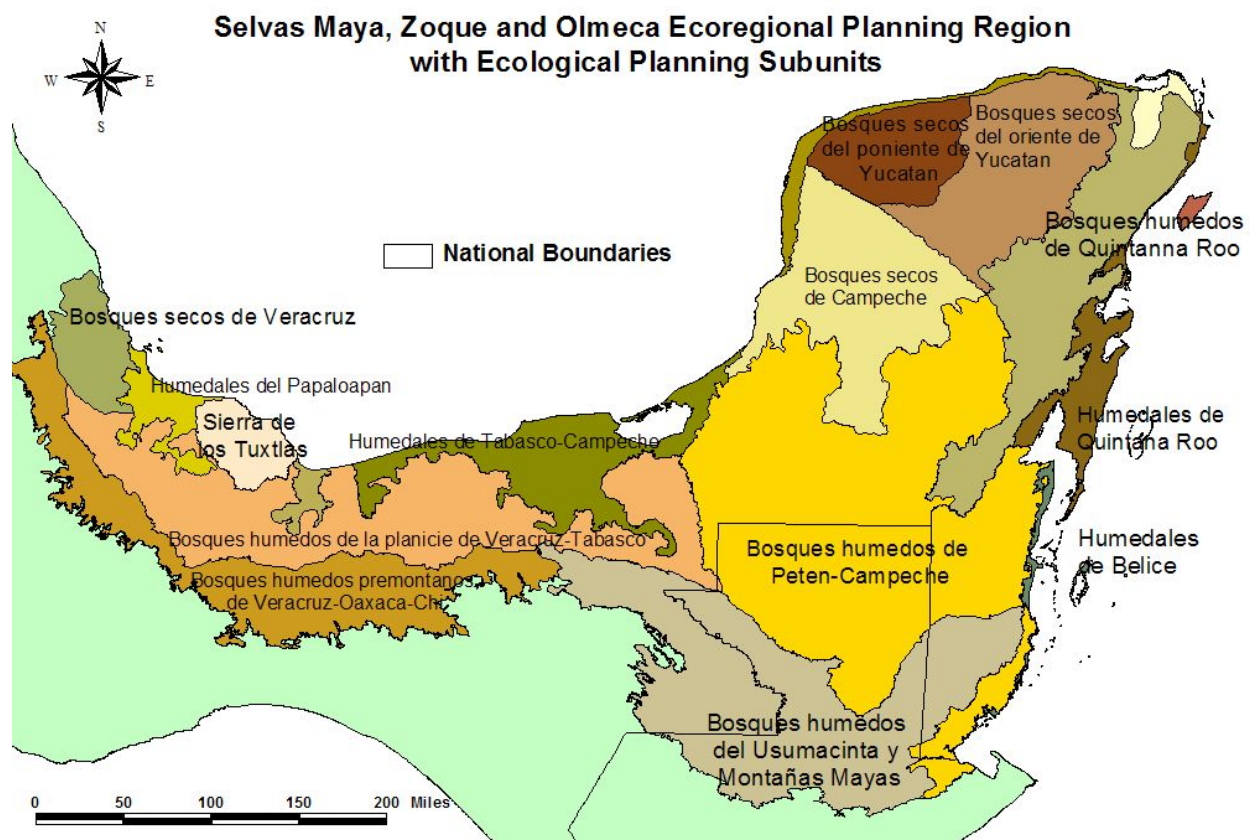 Selvas Maya, Zoque and Olmeca Ecoregional Planning Region
with Ecological Planning Subunits
N
W
E
S
Bosques secos
del poniente de
Yucatan
Bosques secos
del oriente de
Yucatan
Bosques humedos
de Quintanna Roo
National Boundaries
Bosques secos
de Campeche
Bosques secos de Veracruz
Humedales del Papaloapan
Sierra de
los Tuxtlas
Humedales de Tabasco-Campeche
Humedales de
Quintana Roo
Bosques humedos de la planicie de Veracruz-Tabasco
Bosques humedos de
Peten-Campeche
Humedales
de Belice
Bosques humedos premontanos
de Veracruz-Oaxaca-Ch
Bosques humedos
del Usumacinta y
Montañas Mayas
0 50 100 150 200 Miles